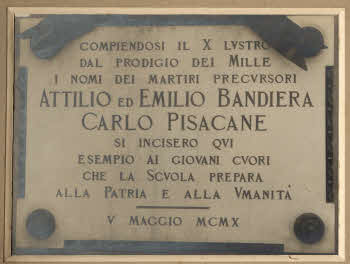 COMPIENDOSI IL X LVSTRO
DAL PRODIGIO DEI MILLE
I NOMI DEI MARTIRI PRECVRSORI
ATTILIO ED EMILIO BANDIERA
CARLO PISACANE
SI INCISERO QVI
ESEMPIO AI GIOVANI CVORI
CHE LA SCVOLA PREPARA
ALLA PATRIA E ALLA VMANITÀ
V MAGGIO MCMX